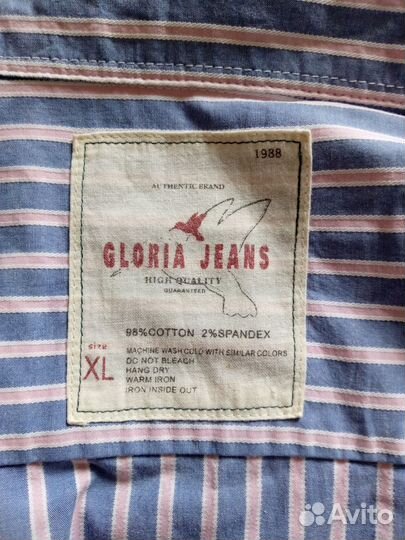 1988
AUTHENTIC BRAND
GLORIA JEANS
HIGH QUALITY
GUARANTEED
98%COTTON 2%SPANDEX
size
XL
MACHINE WASH COLD WITH SIMILAR COLORS
DO NOT BLEACH
HANG DRY
WARM IRON
IRON INSIDE OUT
Avito